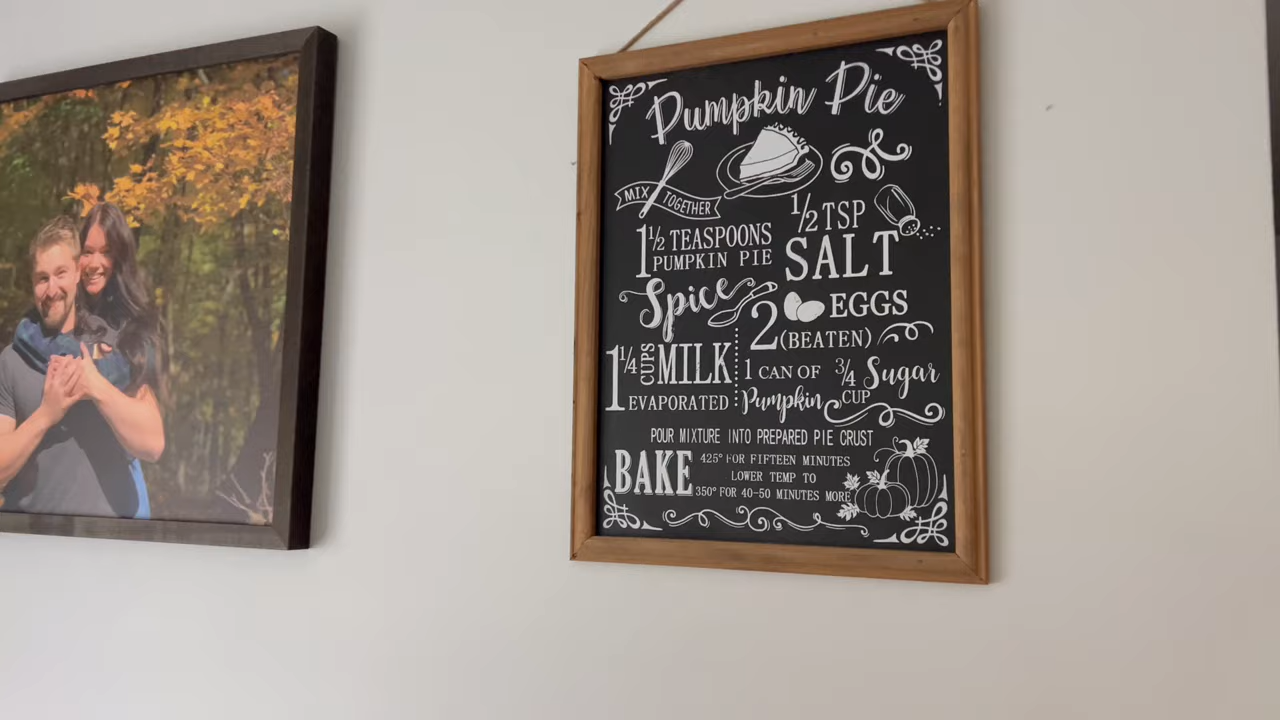 Pumpkin Pie
MIX TOGETHER
1 1/2 TEASPOONS
PUMPKIN PIE
Spice
1/2 TSP
SALT
2 EGGS
(BEATEN)
1 1/4 CUPS MILK
EVAPORATED
1 CAN OF
Pumpkin
3/4 CUP Sugar
POUR MIXTURE INTO PREPARED PIE CRUST
BAKE
425° FOR FIFTEEN MINUTES
LOWER TEMP TO
350° FOR 40-50 MINUTES MORE